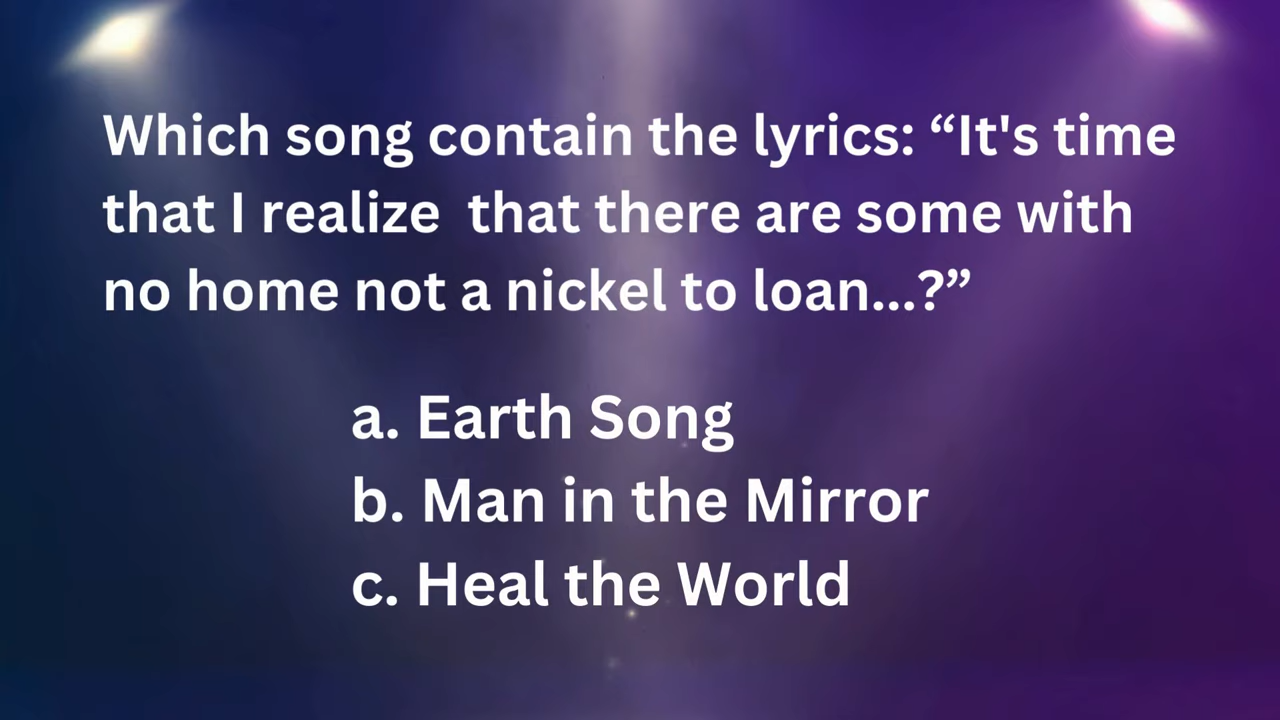 Which song contain the lyrics: “It's time
that I realize  that there are some with
no home not a nickel to loan...?”
a. Earth Song
b. Man in the Mirror
c. Heal the World